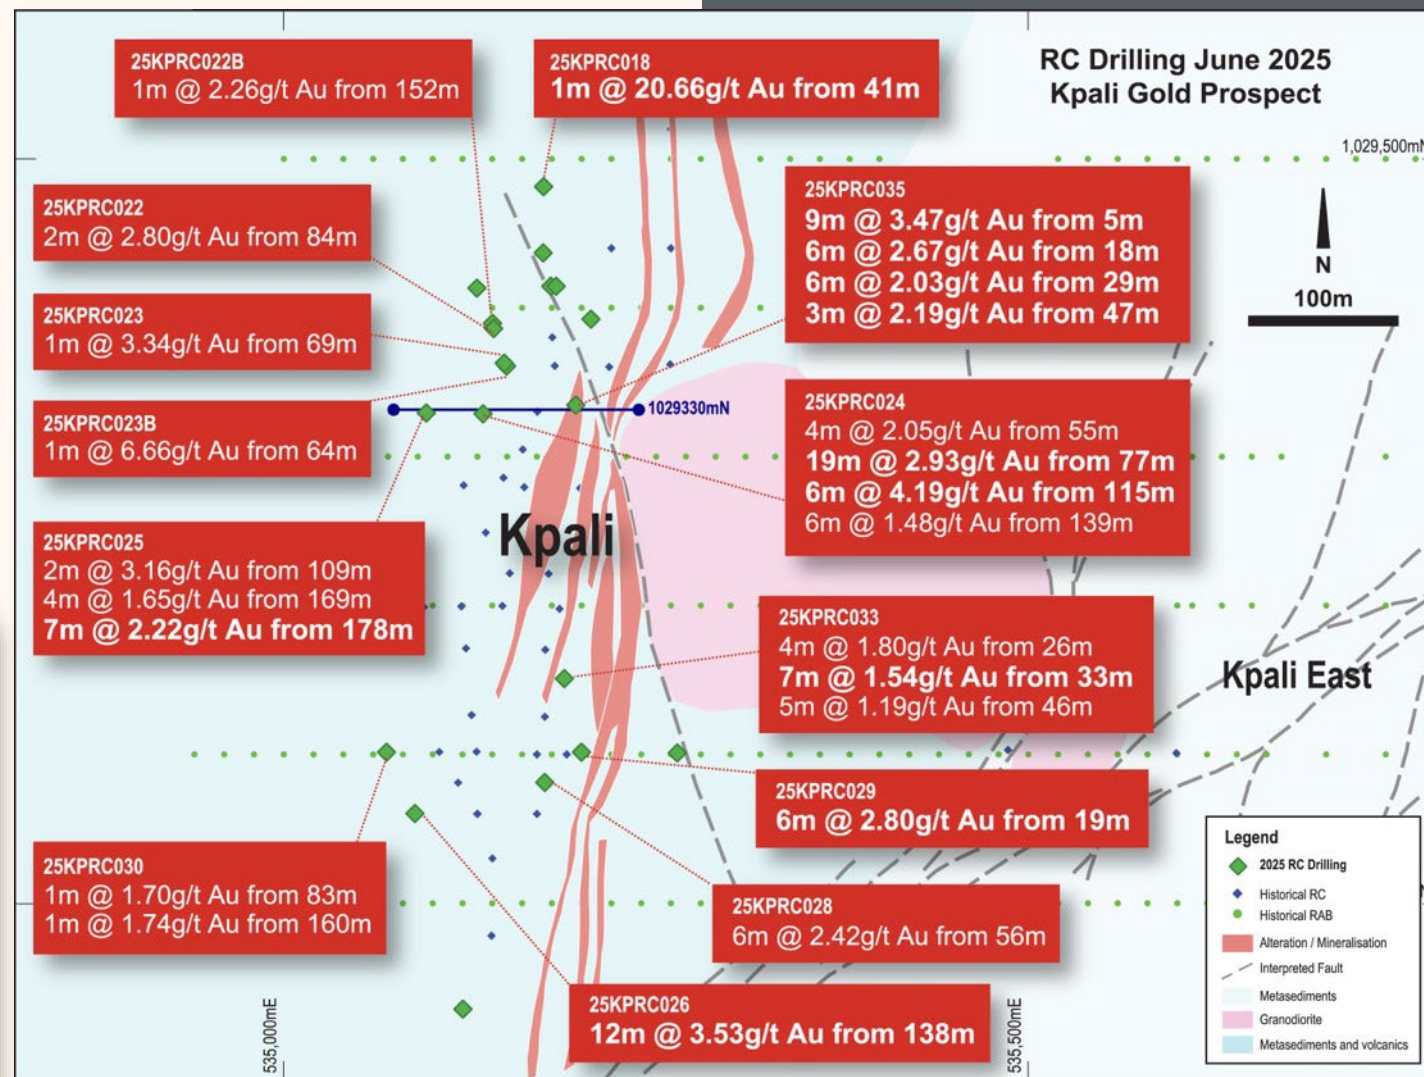 RC Drilling June 2025
Kpali Gold Prospect
25KPRC022B
1m @ 2.26g/t Au from 152m
25KPRC018
1m @ 20.66g/t Au from 41m
1,029,500mN
25KPRC022
2m @ 2.80g/t Au from 84m
25KPRC035
9m @ 3.47g/t Au from 5m
6m @ 2.67g/t Au from 18m
6m @ 2.03g/t Au from 29m
3m @ 2.19g/t Au from 47m
N
100m
25KPRC023
1m @ 3.34g/t Au from 69m
25KPRC023B
1m @ 6.66g/t Au from 64m
1029330mN
25KPRC024
4m @ 2.05g/t Au from 55m
19m @ 2.93g/t Au from 77m
6m @ 4.19g/t Au from 115m
6m @ 1.48g/t Au from 139m
Kpali
25KPRC025
2m @ 3.16g/t Au from 109m
4m @ 1.65g/t Au from 169m
7m @ 2.22g/t Au from 178m
25KPRC033
4m @ 1.80g/t Au from 26m
7m @ 1.54g/t Au from 33m
5m @ 1.19g/t Au from 46m
Kpali East
25KPRC029
6m @ 2.80g/t Au from 19m
25KPRC030
1m @ 1.70g/t Au from 83m
1m @ 1.74g/t Au from 160m
25KPRC028
6m @ 2.42g/t Au from 56m
25KPRC026
12m @ 3.53g/t Au from 138m
535,000mE
535,500mE
Legend
2025 RC Drilling
Historical RC
Historical RAB
Alteration / Mineralisation
Interpreted Fault
Metasediments
Granodiorite
Metasediments and volcanics